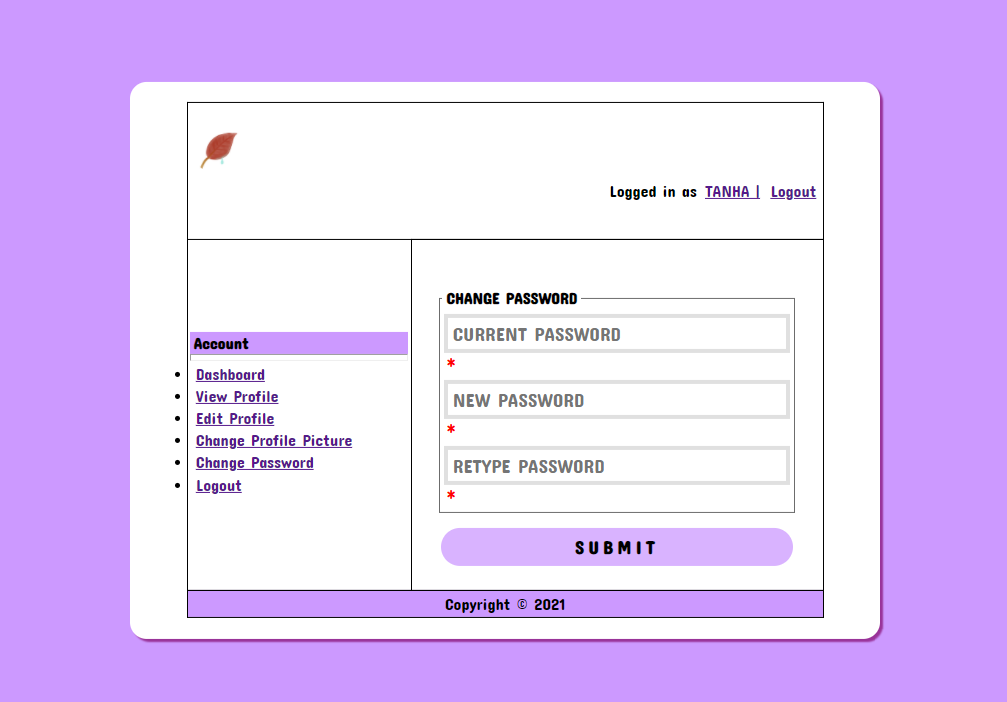 Logged in as TANHA | Logout
Account
Dashboard
View Profile
Edit Profile
Change Profile Picture
Change Password
Logout
CHANGE PASSWORD
CURRENT PASSWORD
*
NEW PASSWORD
*
RETYPE PASSWORD
*
SUBMIT
Copyright © 2021